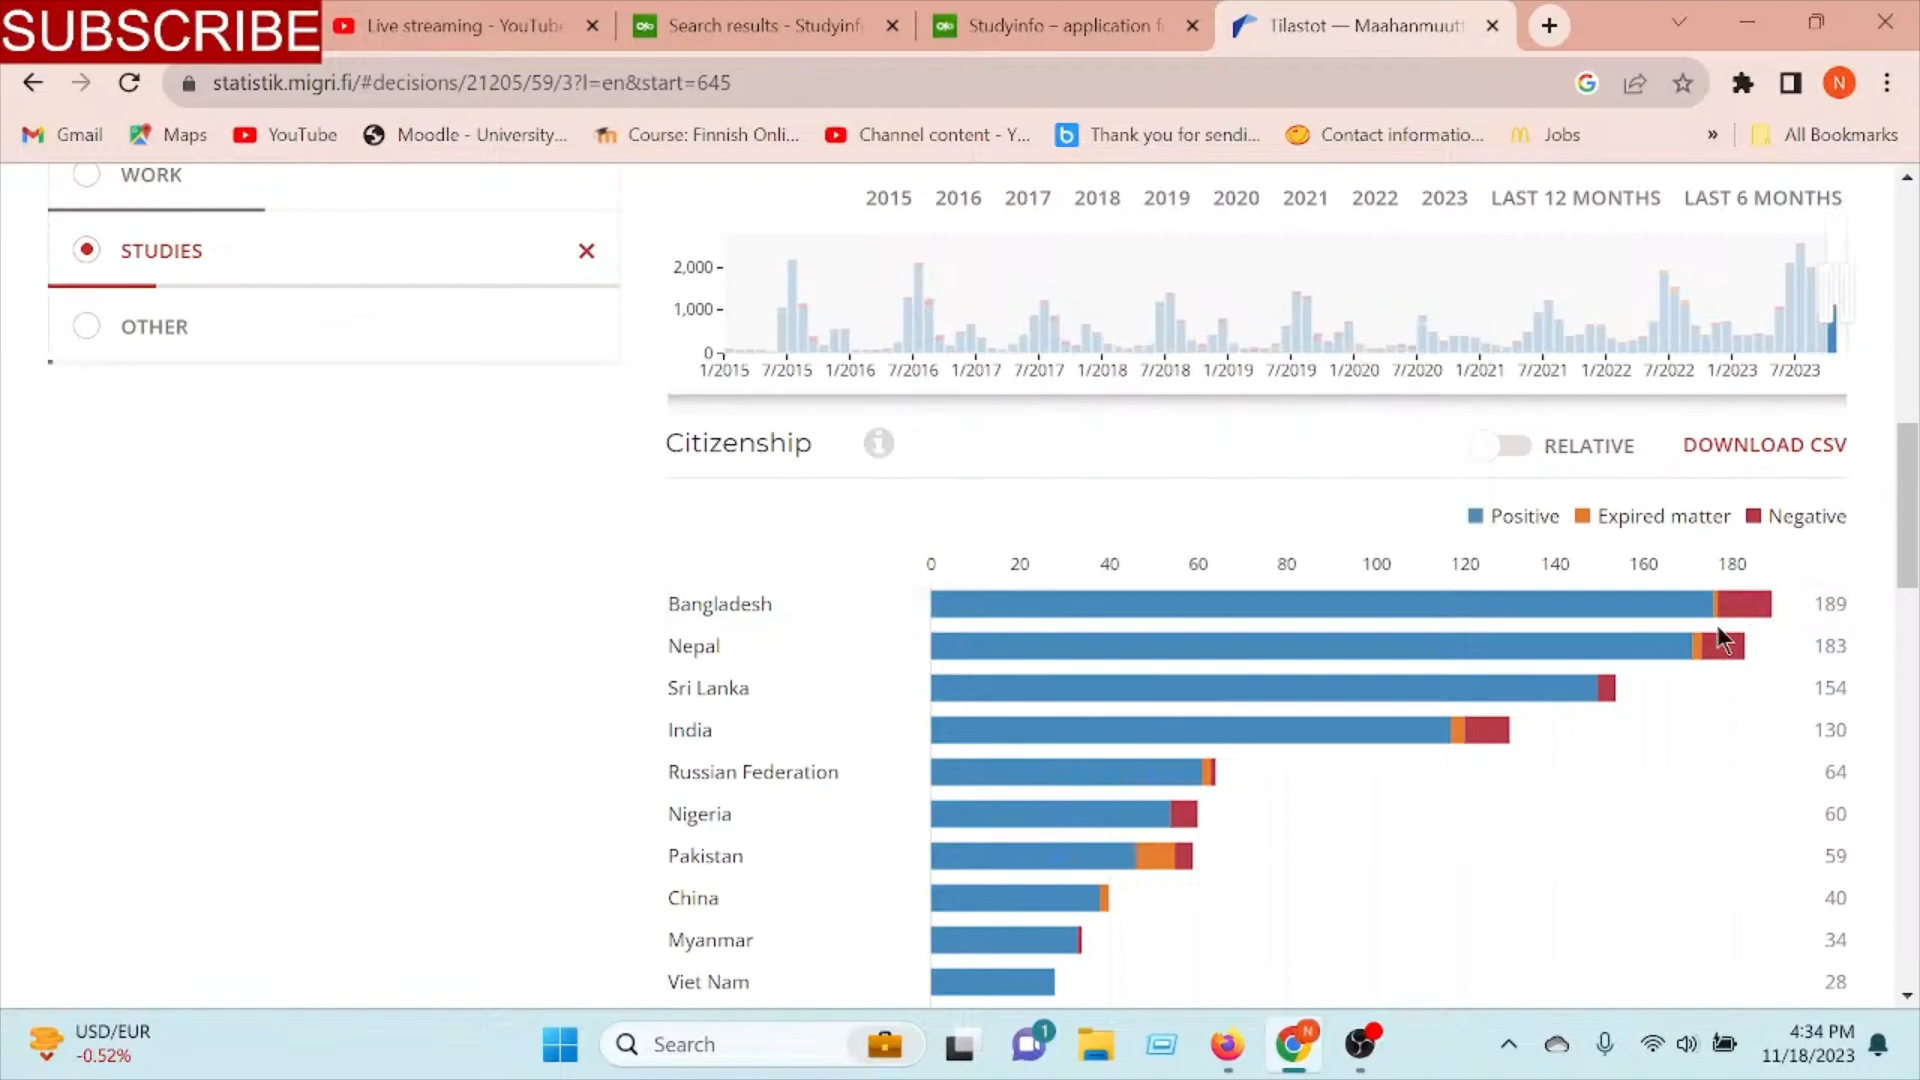 SUBSCRIBE
Live streaming - YouTube
Search results - Studyinf
Studyinfo – application f
Tilastot — Maahanmuutt
statistik.migri.fi/#decisions/21205/59/3?l=en&start=645
N
Gmail
Maps
YouTube
Moodle - University...
Course: Finnish Onli...
Channel content - Y...
Thank you for sendi...
Contact informatio...
Jobs
»
All Bookmarks
WORK
STUDIES
OTHER
2015 2016 2017 2018 2019 2020 2021 2022 2023 LAST 12 MONTHS LAST 6 MONTHS
2,000
1,000
0
1/2015 7/2015 1/2016 7/2016 1/2017 7/2017 1/2018 7/2018 1/2019 7/2019 1/2020 7/2020 1/2021 7/2021 1/2022 7/2022 1/2023 7/2023
Citizenship
RELATIVE
DOWNLOAD CSV
Positive Expired matter Negative
0 20 40 60 80 100 120 140 160 180
Bangladesh 189
Nepal 183
Sri Lanka 154
India 130
Russian Federation 64
Nigeria 60
Pakistan 59
China 40
Myanmar 34
Viet Nam 28
USD/EUR
-0.52%
Search
1
N
4:34 PM
11/18/2023